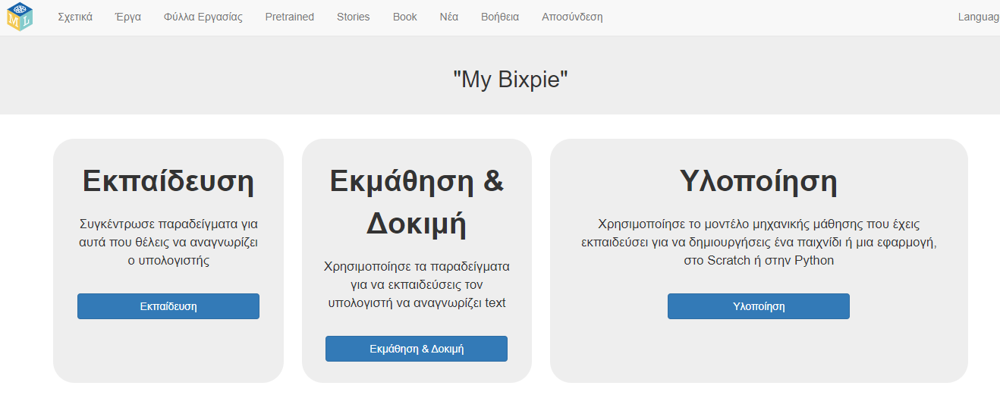 ML
Σχετικά Έργα Φύλλα Εργασίας Pretrained Stories Book Νέα Βοήθεια Αποσύνδεση Languag
"My Bixpie"
Εκπαίδευση
Συγκέντρωσε παραδείγματα για
αυτά που θέλεις να αναγνωρίζει
ο υπολογιστής
Εκπαίδευση
Εκμάθηση &
Δοκιμή
Χρησιμοποίησε τα παραδείγματα
για να εκπαιδεύσεις τον
υπολογιστή να αναγνωρίζει text
Εκμάθηση & Δοκιμή
Υλοποίηση
Χρησιμοποίησε το μοντέλο μηχανικής μάθησης που έχεις
εκπαιδεύσει για να δημιουργήσεις ένα παιχνίδι ή μια εφαρμογή,
στο Scratch ή στην Python
Υλοποίηση